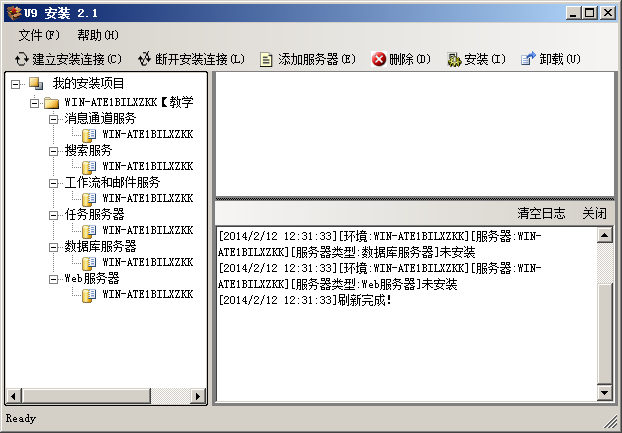 U9 安装 2.1
文件(F) 帮助(H)
建立安装连接(C) 断开安装连接(L) 添加服务器(E) 删除(D) 安装(I) 卸载(U)
我的安装项目
WIN-ATE1BILXZKK【教学
消息通道服务
WIN-ATE1BILXZKK
搜索服务
WIN-ATE1BILXZKK
工作流和邮件服务
WIN-ATE1BILXZKK
任务服务器
WIN-ATE1BILXZKK
数据库服务器
WIN-ATE1BILXZKK
Web服务器
WIN-ATE1BILXZKK
清空日志 关闭
[2014/2/12 12:31:33][环境:WIN-ATE1BILXZKK][服务器:WIN-
ATE1BILXZKK][服务器类型:数据库服务器]未安装
[2014/2/12 12:31:33][环境:WIN-ATE1BILXZKK][服务器:WIN-
ATE1BILXZKK][服务器类型:Web服务器]未安装
[2014/2/12 12:31:33]刷新完成!
Ready